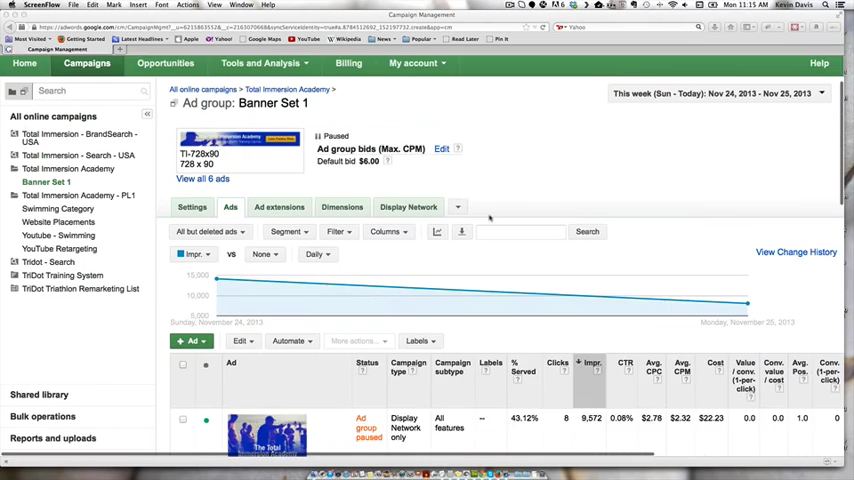 ScreenFlow File Edit Mark Insert Font Actions Arrange View Window Help
Mon 11:15 AM Kevin Davis
Campaign Management
Yahoo
Most Visited Getting Started Latest Headlines Apple Google Maps YouTube Wikipedia News Popular Read Later Pin It
Campaign Management
Home Campaigns Opportunities Tools and Analysis Billing My account Help
Search
All online campaigns > Total Immersion Academy >
Ad group: Banner Set 1
This week (Sun - Today): Nov 24, 2013 - Nov 25, 2013
All online campaigns
Total Immersion - BrandSearch - USA
Total Immersion - Search - USA
Total Immersion Academy
Banner Set 1
Total Immersion Academy - PL1
Swimming Category
Website Placements
Youtube - Swimming
YouTube Retargeting
Tridot - Search
TriDot Training System
TriDot Triathlon Remarketing List
Shared library
Bulk operations
Reports and uploads
Immersion Academy
TI-728x90
728 x 90
View all 6 ads
Paused
Ad group bids (Max. CPM) Edit
Default bid $6.00
Settings Ads Ad extensions Dimensions Display Network
All but deleted ads Segment Filter Columns Search
Impr. VS None Daily
View Change History
15,000
10,000
5,000
Sunday, November 24, 2013 Monday, November 25, 2013
+ Ad Edit Automate More actions... Labels
Ad Status Campaign type Campaign subtype Labels % Served Clicks Impr. CTR Avg. CPC Avg. CPM Cost Value / conv. (1-per-click) Conv. value / cost Avg. Pos. Conv. (1-per-click)
The Total
Ad group paused Display Network only All features -- 43.12% 8 9,572 0.08% $2.78 $2.32 $22.23 0.0 0.0 1.0 0